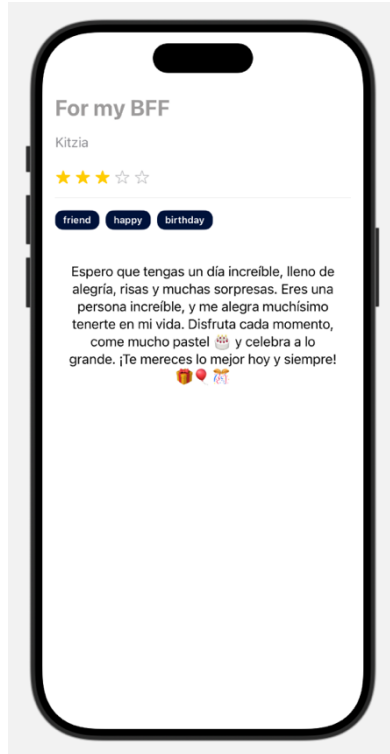 For my BFF
Kitzia
★★★☆☆
friend happy birthday
Espero que tengas un día increíble, lleno de
alegría, risas y muchas sorpresas. Eres una
persona increíble, y me alegra muchísimo
tenerte en mi vida. Disfruta cada momento,
come mucho pastel 🎂 y celebra a lo
grande. ¡Te mereces lo mejor hoy y siempre!
🎁🎈🎊